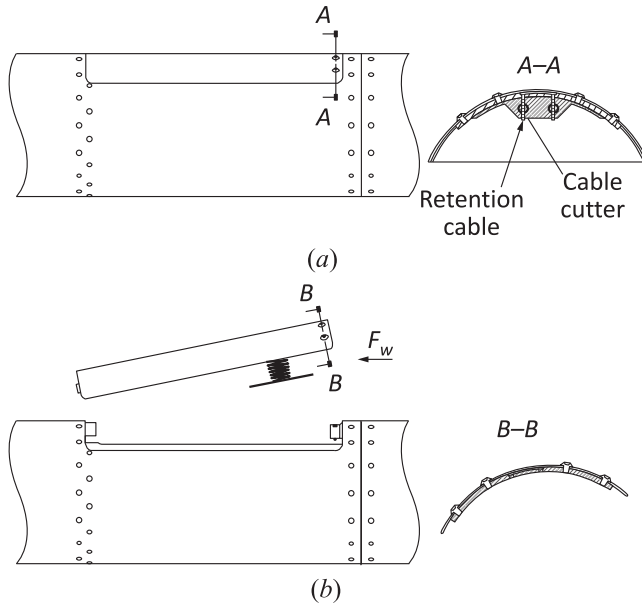 A
A
A–A
Retention
cable
Cable
cutter
(a)
B
B
F_w
B–B
(b)